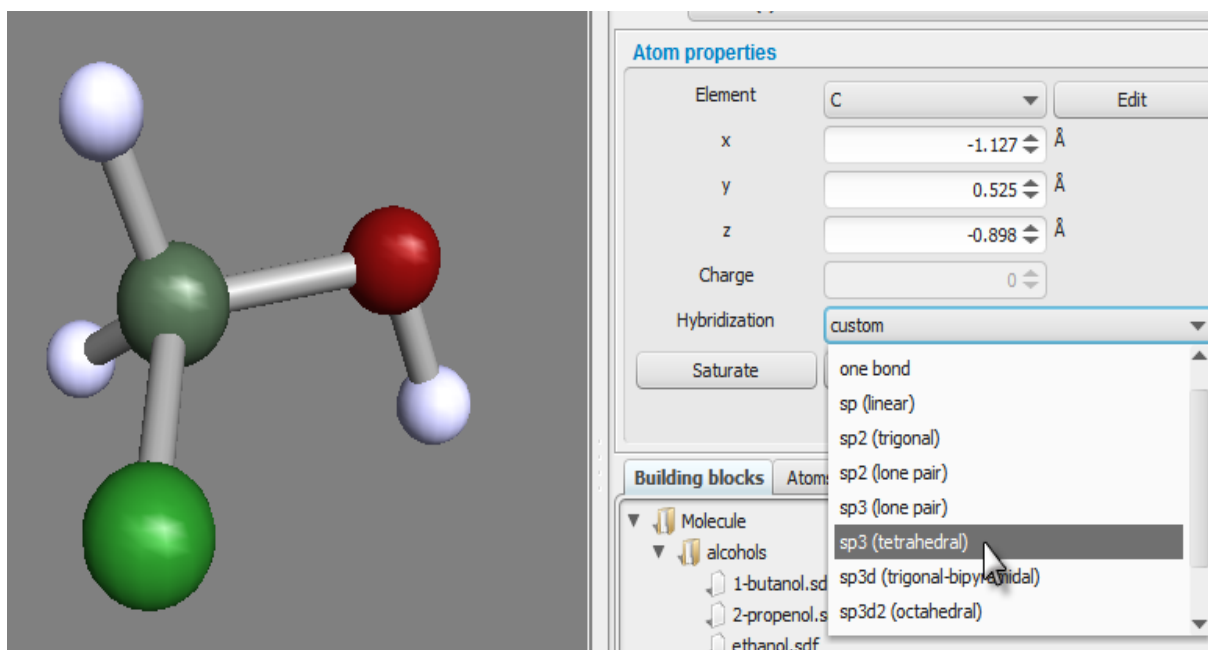 Atom properties
Element C Edit
x -1.127 Å
y 0.525 Å
z -0.898 Å
Charge 0
Hybridization custom
Saturate
one bond
sp (linear)
sp2 (trigonal)
sp2 (lone pair)
sp3 (lone pair)
sp3 (tetrahedral)
sp3d (trigonal-bipyramidal)
sp3d2 (octahedral)
Building blocks Atoms
Molecule
alcohols
1-butanol.sd
2-propenol.s
ethanol.sdf